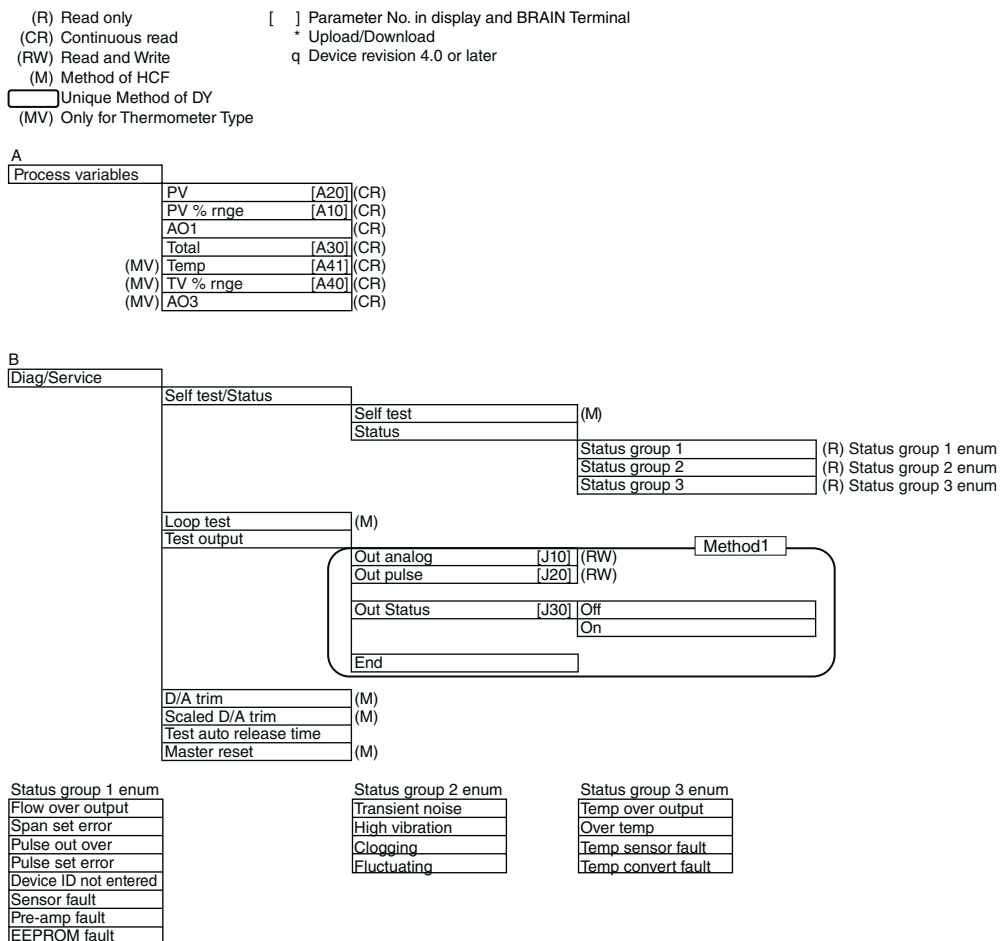 (R) Read only
(CR) Continuous read
(RW) Read and Write
(M) Method of HCF
Unique Method of DY
(MV) Only for Thermometer Type
[ ] Parameter No. in display and BRAIN Terminal
* Upload/Download
q Device revision 4.0 or later
A
Process variables
PV [A20] (CR)
PV % rnge [A10] (CR)
AO1 (CR)
Total [A30] (CR)
(MV) Temp [A41] (CR)
(MV) TV % rnge [A40] (CR)
(MV) AO3 (CR)
B
Diag/Service
Self test/Status
Self test (M)
Status
Status group 1 (R) Status group 1 enum
Status group 2 (R) Status group 2 enum
Status group 3 (R) Status group 3 enum
Loop test (M)
Test output
Method1
Out analog [J10] (RW)
Out pulse [J20] (RW)
Out Status [J30] Off
On
End
D/A trim (M)
Scaled D/A trim (M)
Test auto release time
Master reset (M)
Status group 1 enum
Flow over output
Span set error
Pulse out over
Pulse set error
Device ID not entered
Sensor fault
Pre-amp fault
EEPROM fault
Status group 2 enum
Transient noise
High vibration
Clogging
Fluctuating
Status group 3 enum
Temp over output
Over temp
Temp sensor fault
Temp convert fault